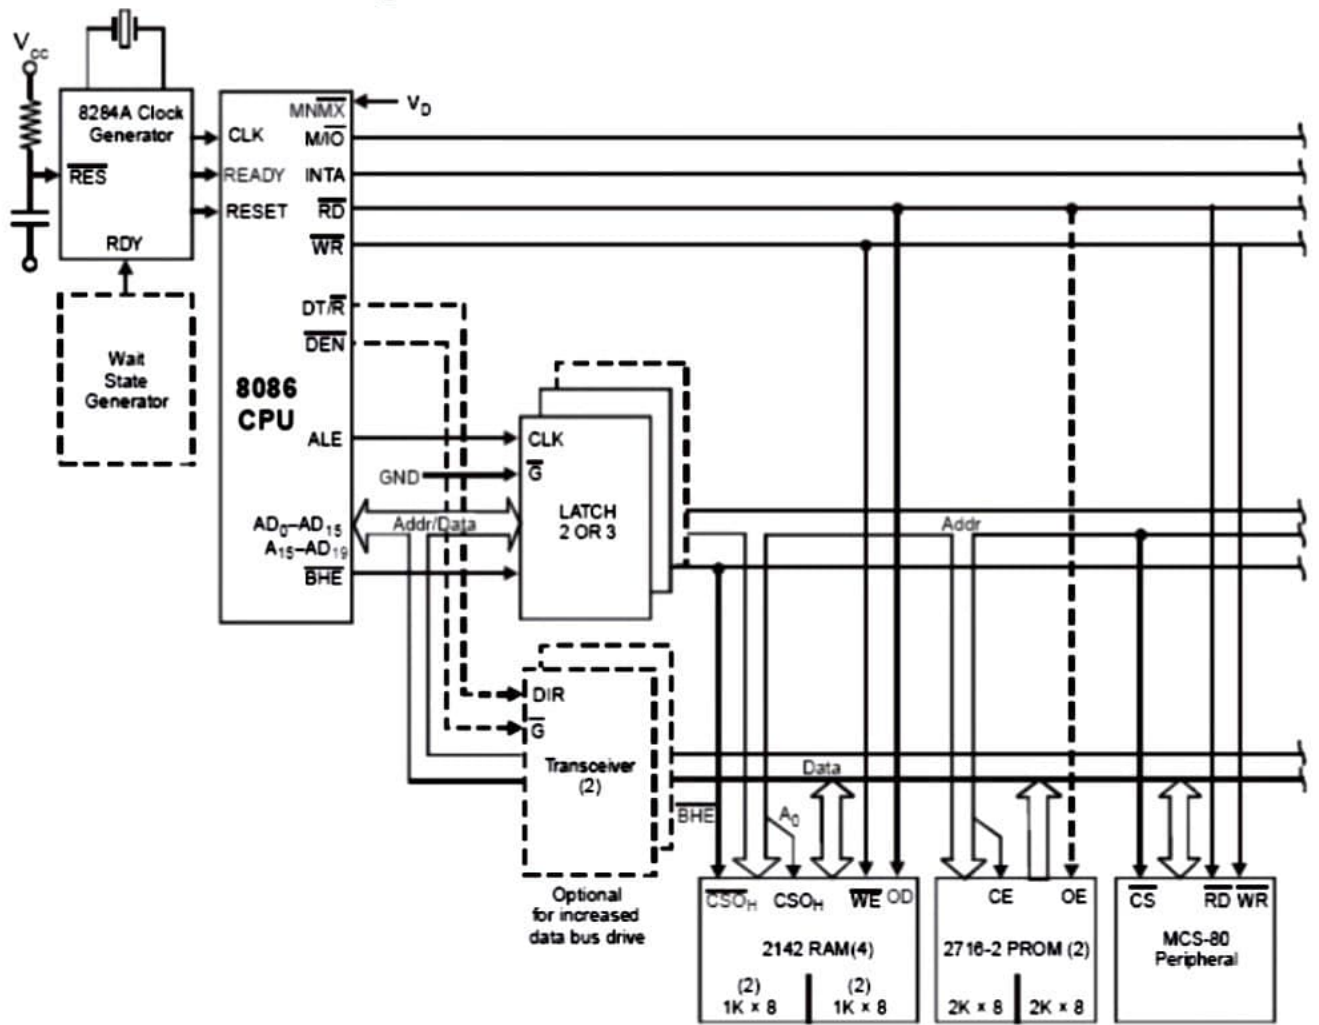 Vcc
8284A Clock
Generator
RES
RDY
Wait
State
Generator
CLK
READY
RESET
8086
CPU
MNMX
VD
M/IO
INTA
RD
WR
DT/R
DEN
ALE
GND
AD0–AD15
A15–AD19
BHE
Addr/Data
CLK
G
LATCH
2 OR 3
Addr
DIR
G
Transceiver
(2)
Optional
for increased
data bus drive
Data
BHE
A0
CSOH CSOH WE OD
2142 RAM(4)
(2) (2)
1K × 8 1K × 8
CE OE
2716-2 PROM (2)
2K × 8 2K × 8
CS RD WR
MCS-80
Peripheral